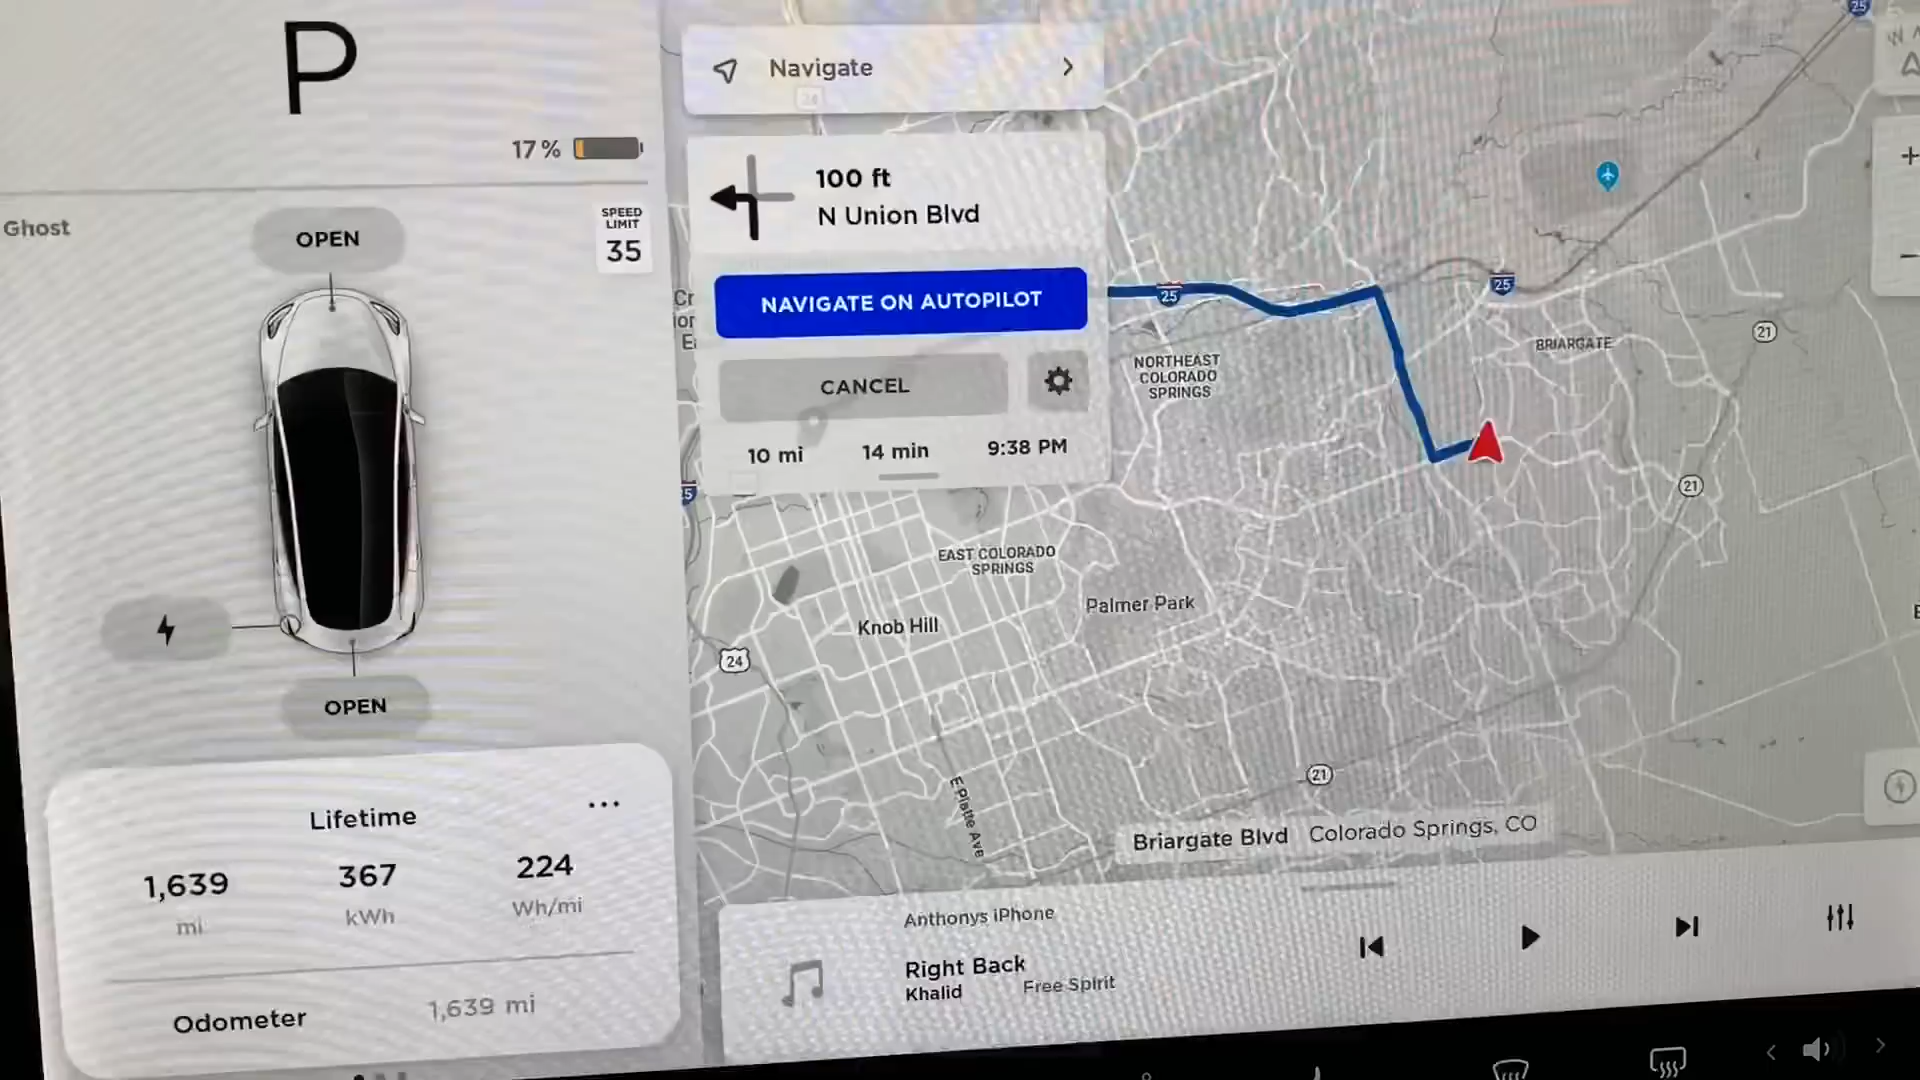 P
17 %
Ghost
OPEN
SPEED
LIMIT
35
OPEN
Lifetime
1,639
mi
367
kWh
224
Wh/mi
Odometer
1,639 mi
Navigate
100 ft
N Union Blvd
NAVIGATE ON AUTOPILOT
CANCEL
10 mi
14 min
9:38 PM
25
25
25
NORTHEAST
COLORADO
SPRINGS
BRIARGATE
21
21
EAST COLORADO
SPRINGS
Palmer Park
Knob Hill
24
21
E Platte Ave
Briargate Blvd Colorado Springs, CO
Anthonys iPhone
Right Back
Khalid Free Spirit